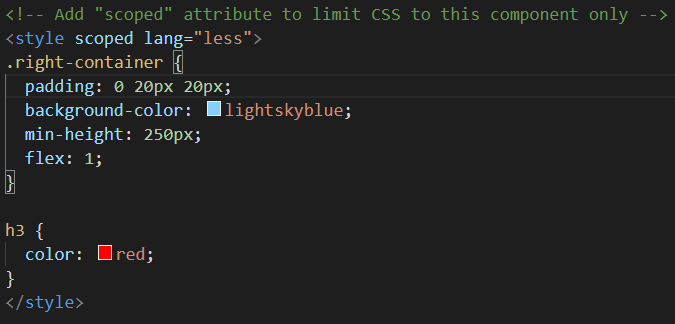 <!-- Add "scoped" attribute to limit CSS to this component only -->
<style scoped lang="less">
.right-container {
  padding: 0 20px 20px;
  background-color: lightskyblue;
  min-height: 250px;
  flex: 1;
}

h3 {
  color: red;
}
</style>